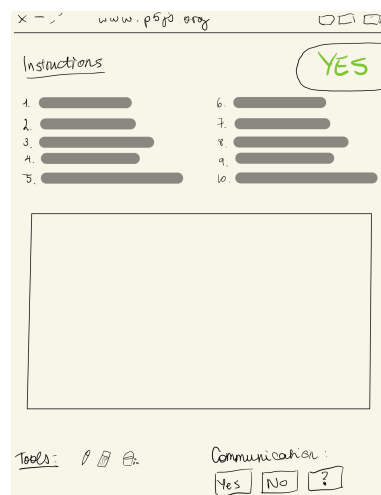 www.p5js.org
Instructions
YES
1.
2.
3.
4.
5.
6.
7.
8.
9.
10.
Tools:
Communication:
Yes No ?